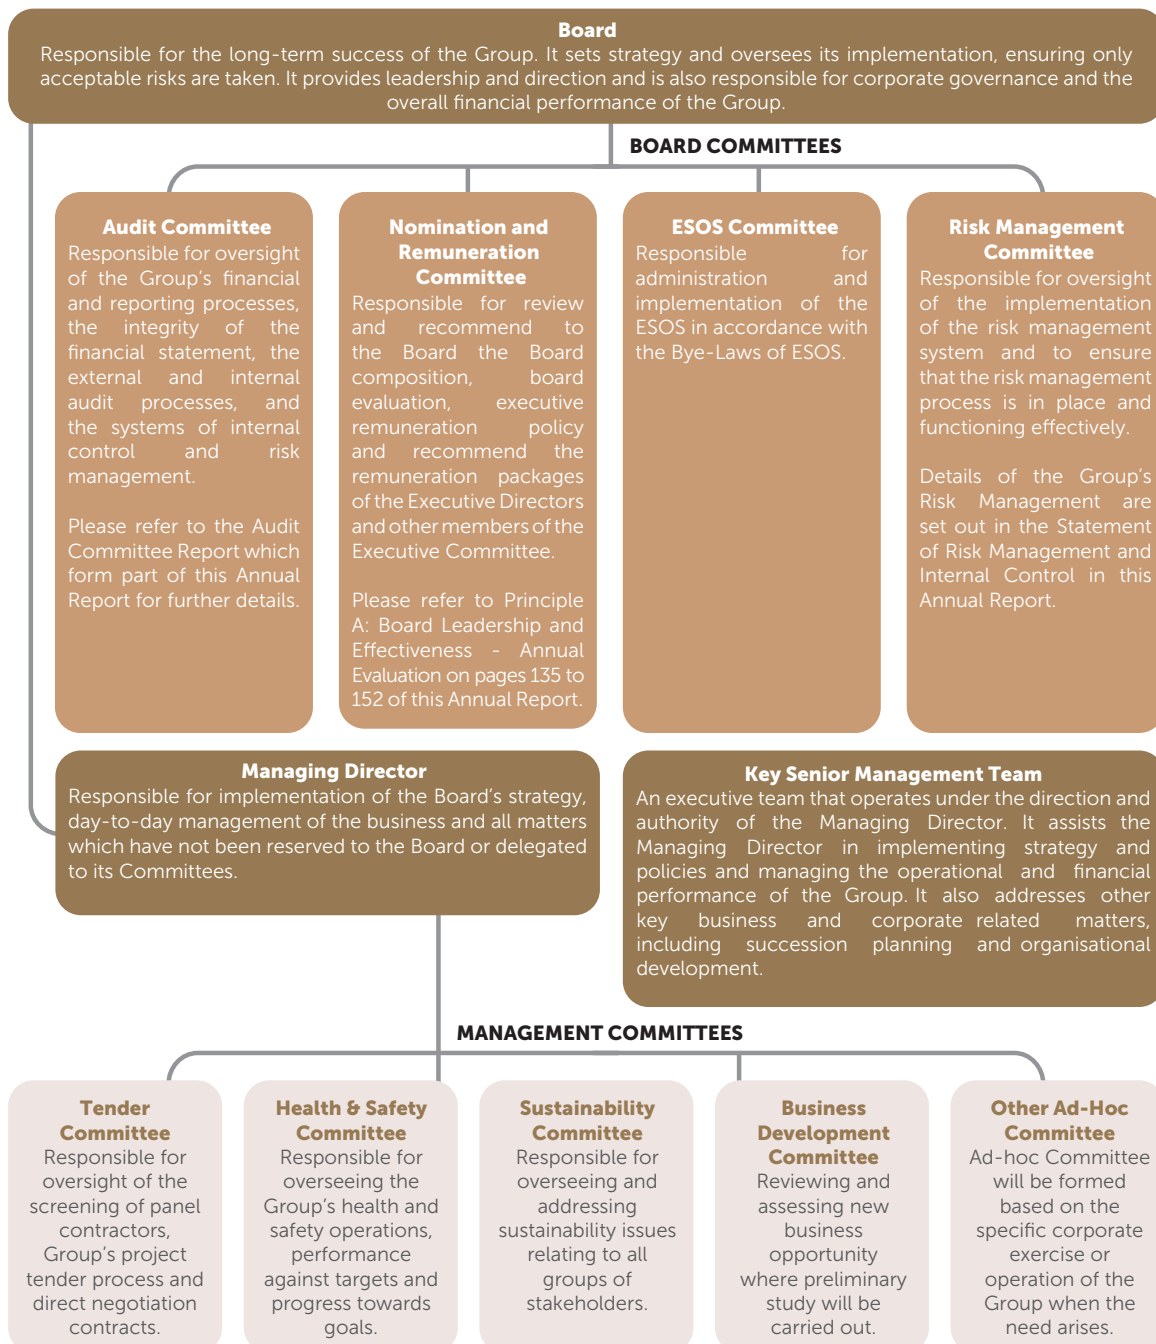 Board
Responsible for the long-term success of the Group. It sets strategy and oversees its implementation, ensuring only
acceptable risks are taken. It provides leadership and direction and is also responsible for corporate governance and the
overall financial performance of the Group.
BOARD COMMITTEES
Audit Committee
Responsible for oversight
of the Group's financial
and reporting processes,
the integrity of the
financial statement, the
external and internal
audit processes, and
the systems of internal
control and risk
management.
Please refer to the Audit
Committee Report which
form part of this Annual
Report for further details.
Nomination and
Remuneration
Committee
Responsible for review
and recommend to
the Board the Board
composition, board
evaluation, executive
remuneration policy
and recommend the
remuneration packages
of the Executive Directors
and other members of the
Executive Committee.
Please refer to Principle
A: Board Leadership and
Effectiveness - Annual
Evaluation on pages 135 to
152 of this Annual Report.
ESOS Committee
Responsible for
administration and
implementation of the
ESOS in accordance with
the Bye-Laws of ESOS.
Risk Management
Committee
Responsible for oversight
of the implementation
of the risk management
system and to ensure
that the risk management
process is in place and
functioning effectively.
Details of the Group's
Risk Management are
set out in the Statement
of Risk Management and
Internal Control in this
Annual Report.
Managing Director
Responsible for implementation of the Board's strategy,
day-to-day management of the business and all matters
which have not been reserved to the Board or delegated
to its Committees.
Key Senior Management Team
An executive team that operates under the direction and
authority of the Managing Director. It assists the
Managing Director in implementing strategy and
policies and managing the operational and financial
performance of the Group. It also addresses other
key business and corporate related matters,
including succession planning and organisational
development.
MANAGEMENT COMMITTEES
Tender
Committee
Responsible for
oversight of the
screening of panel
contractors,
Group's project
tender process and
direct negotiation
contracts.
Health & Safety
Committee
Responsible for
overseeing the
Group's health and
safety operations,
performance
against targets and
progress towards
goals.
Sustainability
Committee
Responsible for
overseeing and
addressing
sustainability issues
relating to all
groups of
stakeholders.
Business
Development
Committee
Reviewing and
assessing new
business
opportunity
where preliminary
study will be
carried out.
Other Ad-Hoc
Committee
Ad-hoc Committee
will be formed
based on the
specific corporate
exercise or
operation of the
Group when the
need arises.